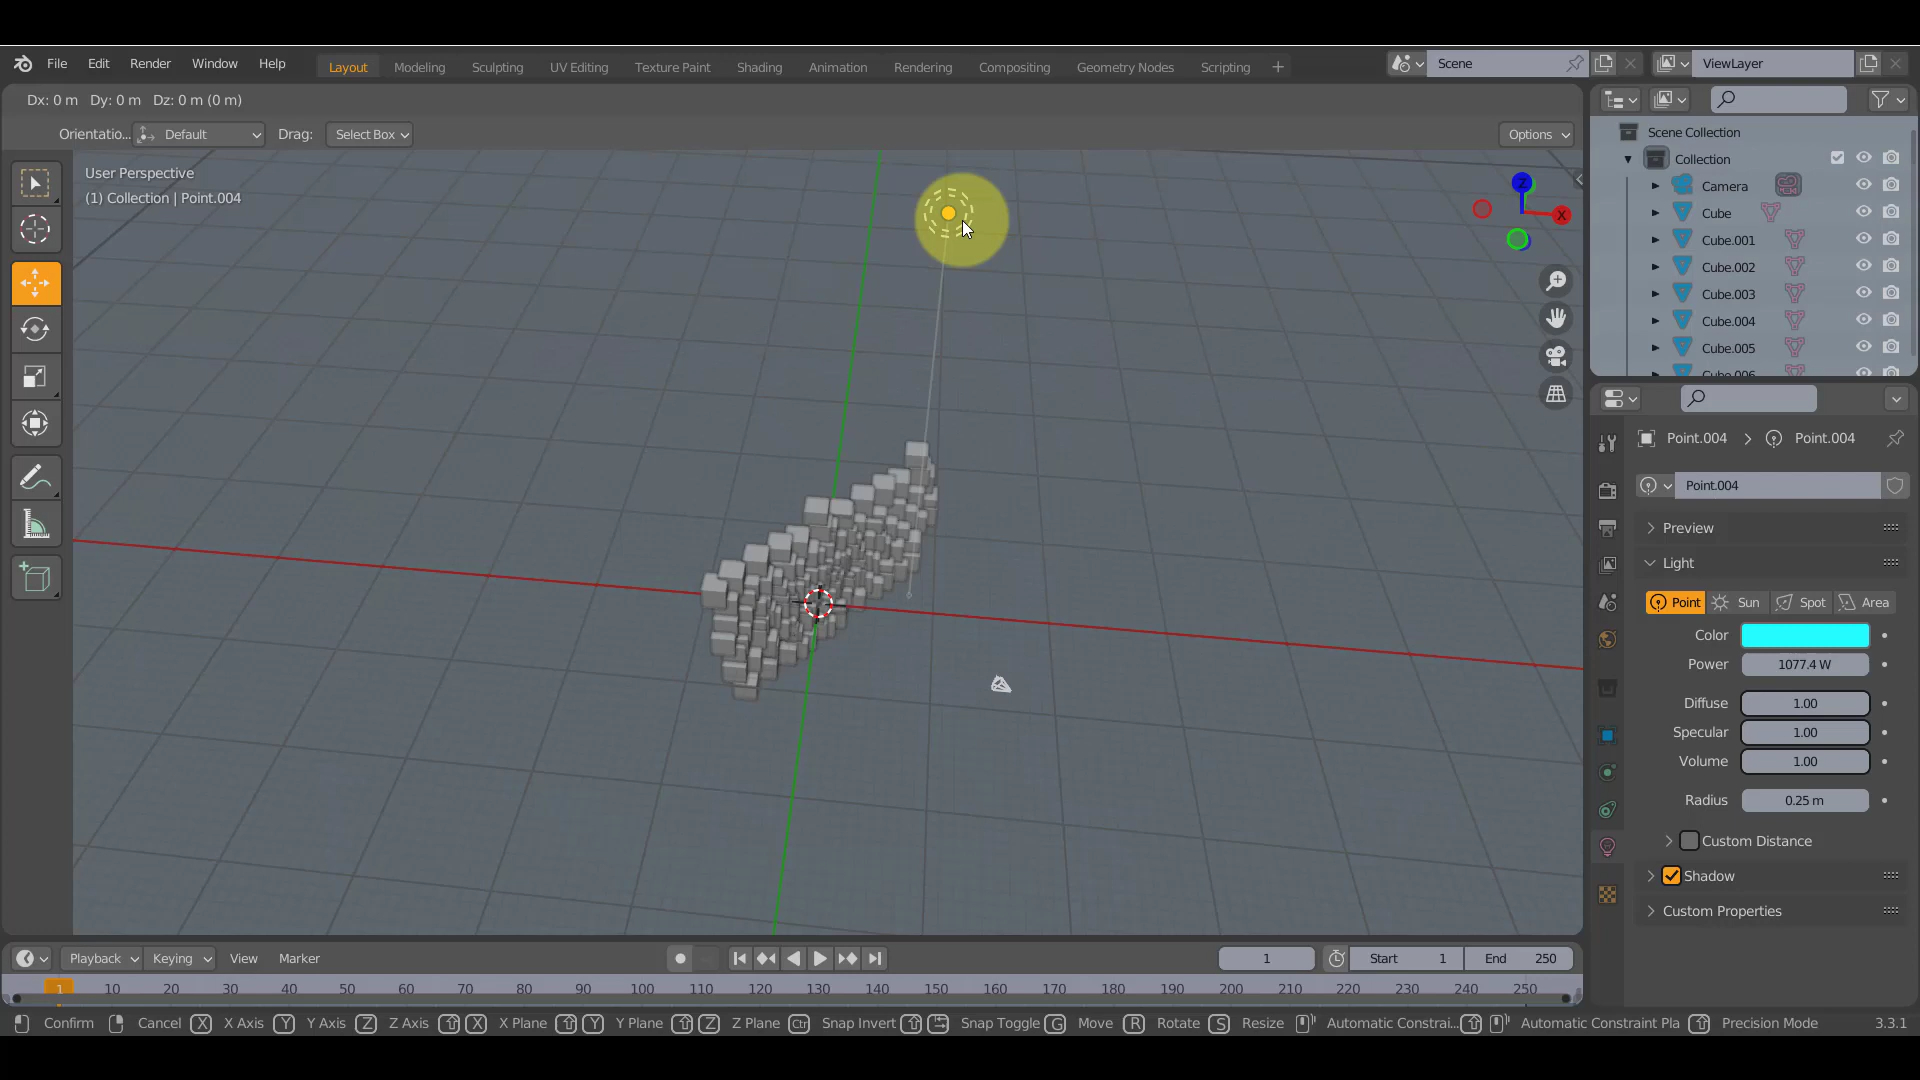 File Edit Render Window Help Layout Modeling Sculpting UV Editing Texture Paint Shading Animation Rendering Compositing Geometry Nodes Scripting + Scene ViewLayer
Dx: 0 m Dy: 0 m Dz: 0 m (0 m)
Orientatio... Default Drag: Select Box Options
User Perspective
(1) Collection | Point.004
Z
X
Scene Collection
Collection
Camera
Cube
Cube.001
Cube.002
Cube.003
Cube.004
Cube.005
Cube.006
Point.004 > Point.004
Point.004
Preview
Light
Point Sun Spot Area
Color
Power 1077.4 W
Diffuse 1.00
Specular 1.00
Volume 1.00
Radius 0.25 m
Custom Distance
Shadow
Custom Properties
Playback Keying View Marker 1 Start 1 End 250
1 10 20 30 40 50 60 70 80 90 100 110 120 130 140 150 160 170 180 190 200 210 220 230 240 250
Confirm Cancel X X Axis Y Y Axis Z Z Axis X X Plane Y Y Plane Z Z Plane Ctrl Snap Invert Snap Toggle G Move R Rotate S Resize Automatic Constrai... Automatic Constraint Pla Precision Mode 3.3.1